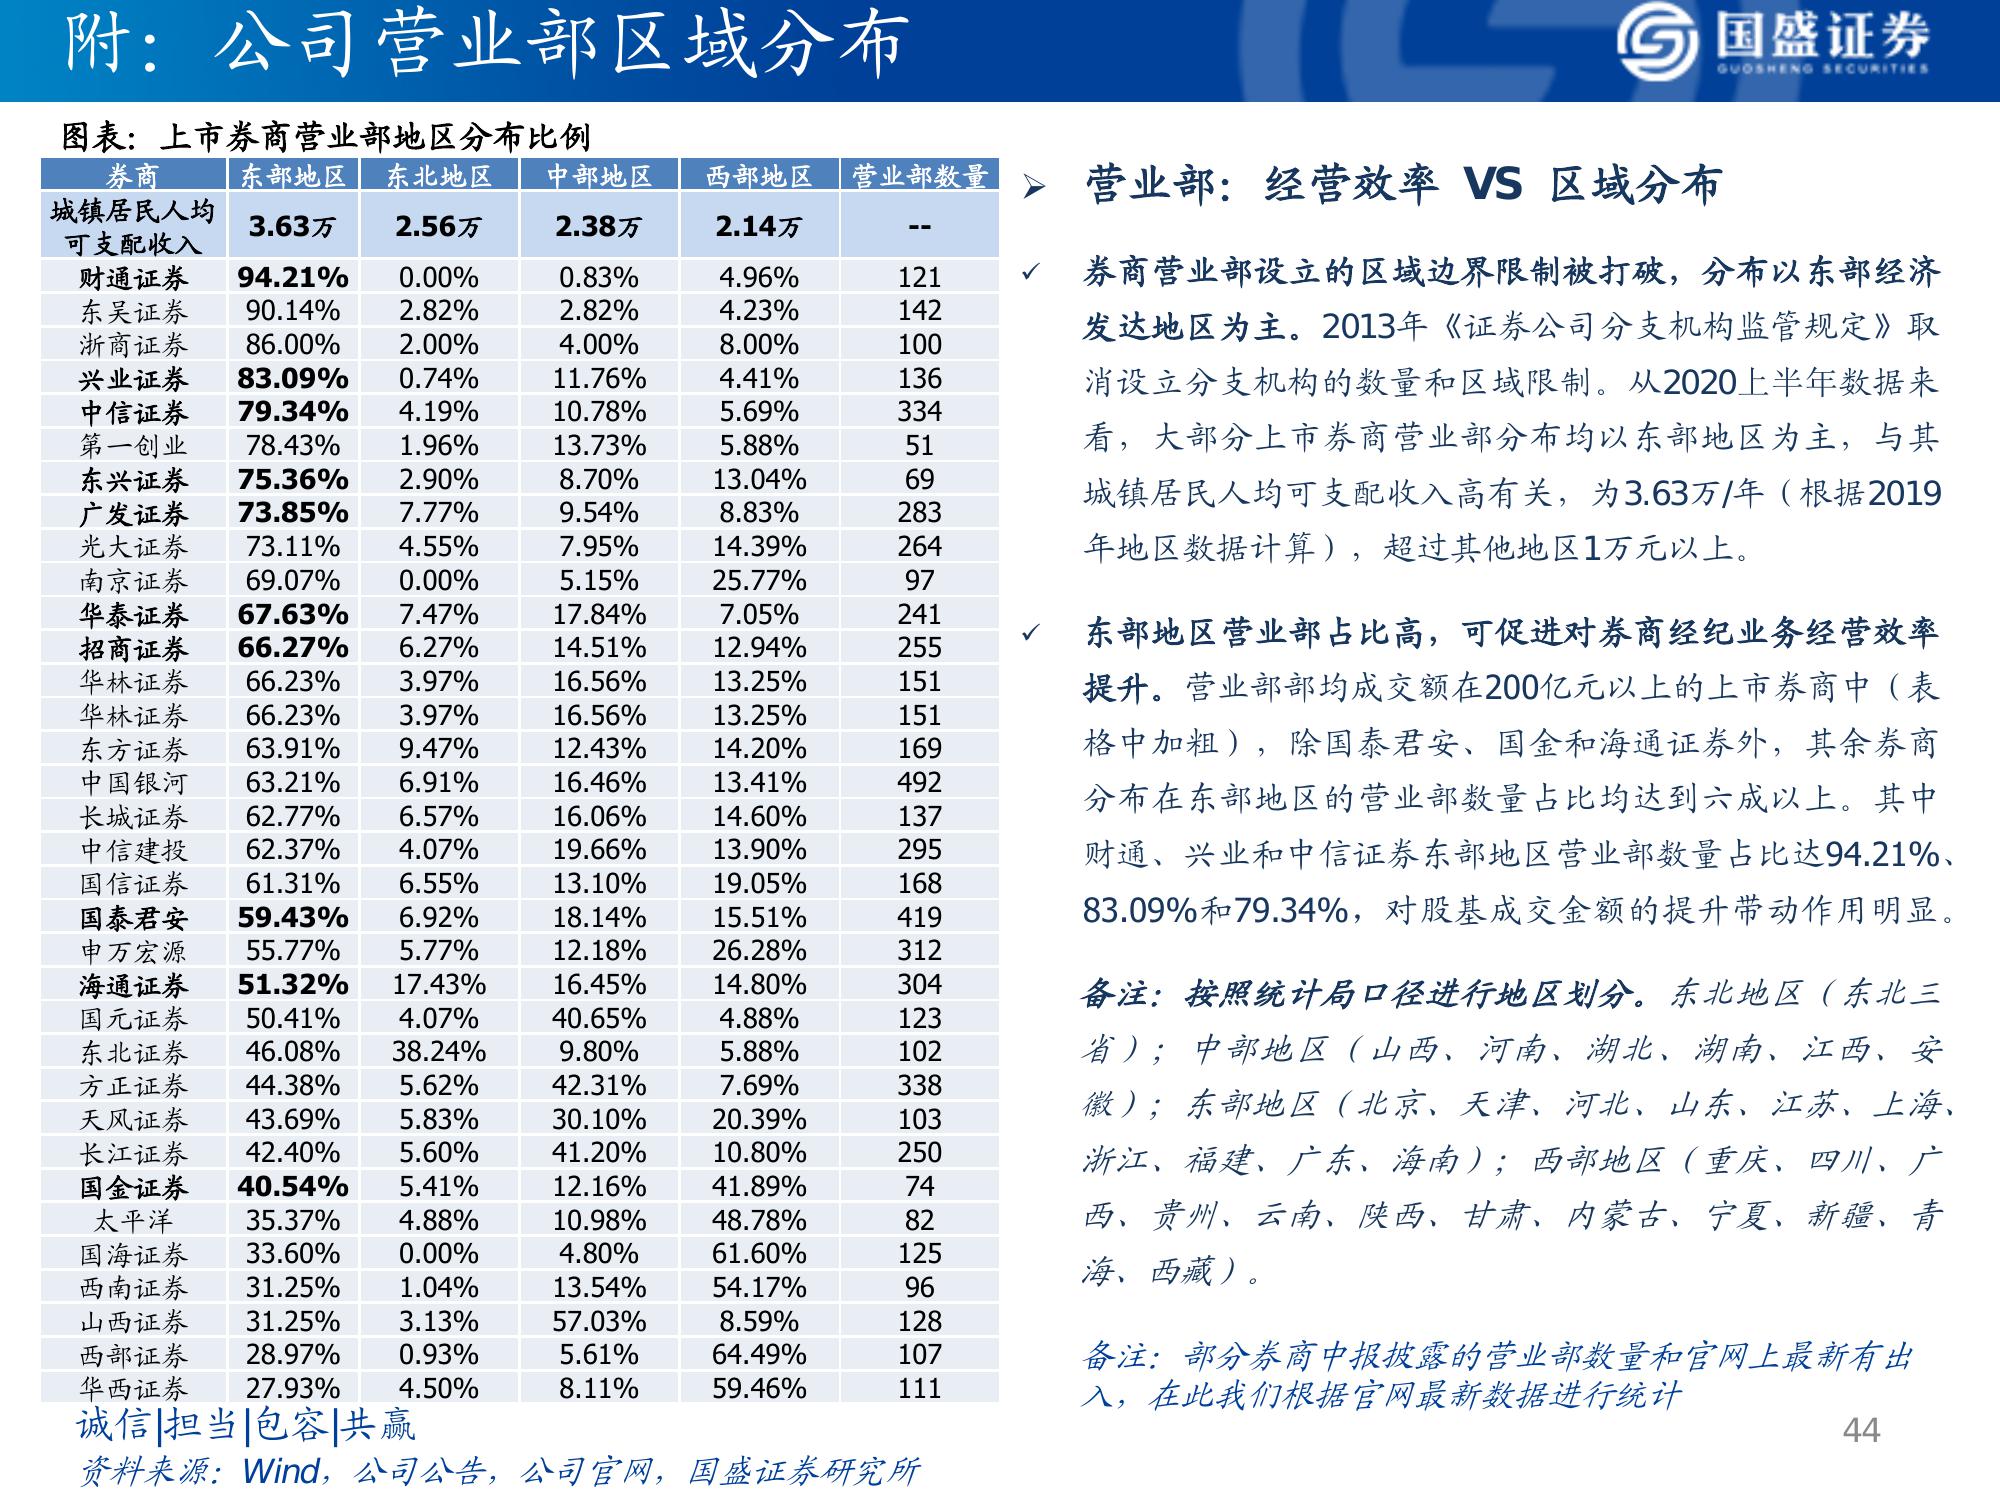 附：公司营业部区域分布
国盛证券
GUOSHENG SECURITIES
图表：上市券商营业部地区分布比例
券商 东部地区 东北地区 中部地区 西部地区 营业部数量
城镇居民人均可支配收入 3.63万 2.56万 2.38万 2.14万 --
财通证券 94.21% 0.00% 0.83% 4.96% 121
东吴证券 90.14% 2.82% 2.82% 4.23% 142
浙商证券 86.00% 2.00% 4.00% 8.00% 100
兴业证券 83.09% 0.74% 11.76% 4.41% 136
中信证券 79.34% 4.19% 10.78% 5.69% 334
第一创业 78.43% 1.96% 13.73% 5.88% 51
东兴证券 75.36% 2.90% 8.70% 13.04% 69
广发证券 73.85% 7.77% 9.54% 8.83% 283
光大证券 73.11% 4.55% 7.95% 14.39% 264
南京证券 69.07% 0.00% 5.15% 25.77% 97
华泰证券 67.63% 7.47% 17.84% 7.05% 241
招商证券 66.27% 6.27% 14.51% 12.94% 255
华林证券 66.23% 3.97% 16.56% 13.25% 151
华林证券 66.23% 3.97% 16.56% 13.25% 151
东方证券 63.91% 9.47% 12.43% 14.20% 169
中国银河 63.21% 6.91% 16.46% 13.41% 492
长城证券 62.77% 6.57% 16.06% 14.60% 137
中信建投 62.37% 4.07% 19.66% 13.90% 295
国信证券 61.31% 6.55% 13.10% 19.05% 168
国泰君安 59.43% 6.92% 18.14% 15.51% 419
申万宏源 55.77% 5.77% 12.18% 26.28% 312
海通证券 51.32% 17.43% 16.45% 14.80% 304
国元证券 50.41% 4.07% 40.65% 4.88% 123
东北证券 46.08% 38.24% 9.80% 5.88% 102
方正证券 44.38% 5.62% 42.31% 7.69% 338
天风证券 43.69% 5.83% 30.10% 20.39% 103
长江证券 42.40% 5.60% 41.20% 10.80% 250
国金证券 40.54% 5.41% 12.16% 41.89% 74
太平洋 35.37% 4.88% 10.98% 48.78% 82
国海证券 33.60% 0.00% 4.80% 61.60% 125
西南证券 31.25% 1.04% 13.54% 54.17% 96
山西证券 31.25% 3.13% 57.03% 8.59% 128
西部证券 28.97% 0.93% 5.61% 64.49% 107
华西证券 27.93% 4.50% 8.11% 59.46% 111
➢ 营业部：经营效率 VS 区域分布
✓ 券商营业部设立的区域边界限制被打破，分布以东部经济
发达地区为主。2013年《证券公司分支机构监管规定》取
消设立分支机构的数量和区域限制。从2020上半年数据来
看，大部分上市券商营业部分布均以东部地区为主，与其
城镇居民人均可支配收入高有关，为3.63万/年（根据2019
年地区数据计算），超过其他地区1万元以上。
✓ 东部地区营业部占比高，可促进对券商经纪业务经营效率
提升。营业部部均成交额在200亿元以上的上市券商中（表
格中加粗），除国泰君安、国金和海通证券外，其余券商
分布在东部地区的营业部数量占比均达到六成以上。其中
财通、兴业和中信证券东部地区营业部数量占比达94.21%、
83.09%和79.34%，对股基成交金额的提升带动作用明显。
备注：按照统计局口径进行地区划分。东北地区（东北三
省）；中部地区（山西、河南、湖北、湖南、江西、安
徽）；东部地区（北京、天津、河北、山东、江苏、上海、
浙江、福建、广东、海南）；西部地区（重庆、四川、广
西、贵州、云南、陕西、甘肃、内蒙古、宁夏、新疆、青
海、西藏）。
备注：部分券商中报披露的营业部数量和官网上最新有出
入，在此我们根据官网最新数据进行统计
诚信|担当|包容|共赢
44
资料来源：Wind，公司公告，公司官网，国盛证券研究所